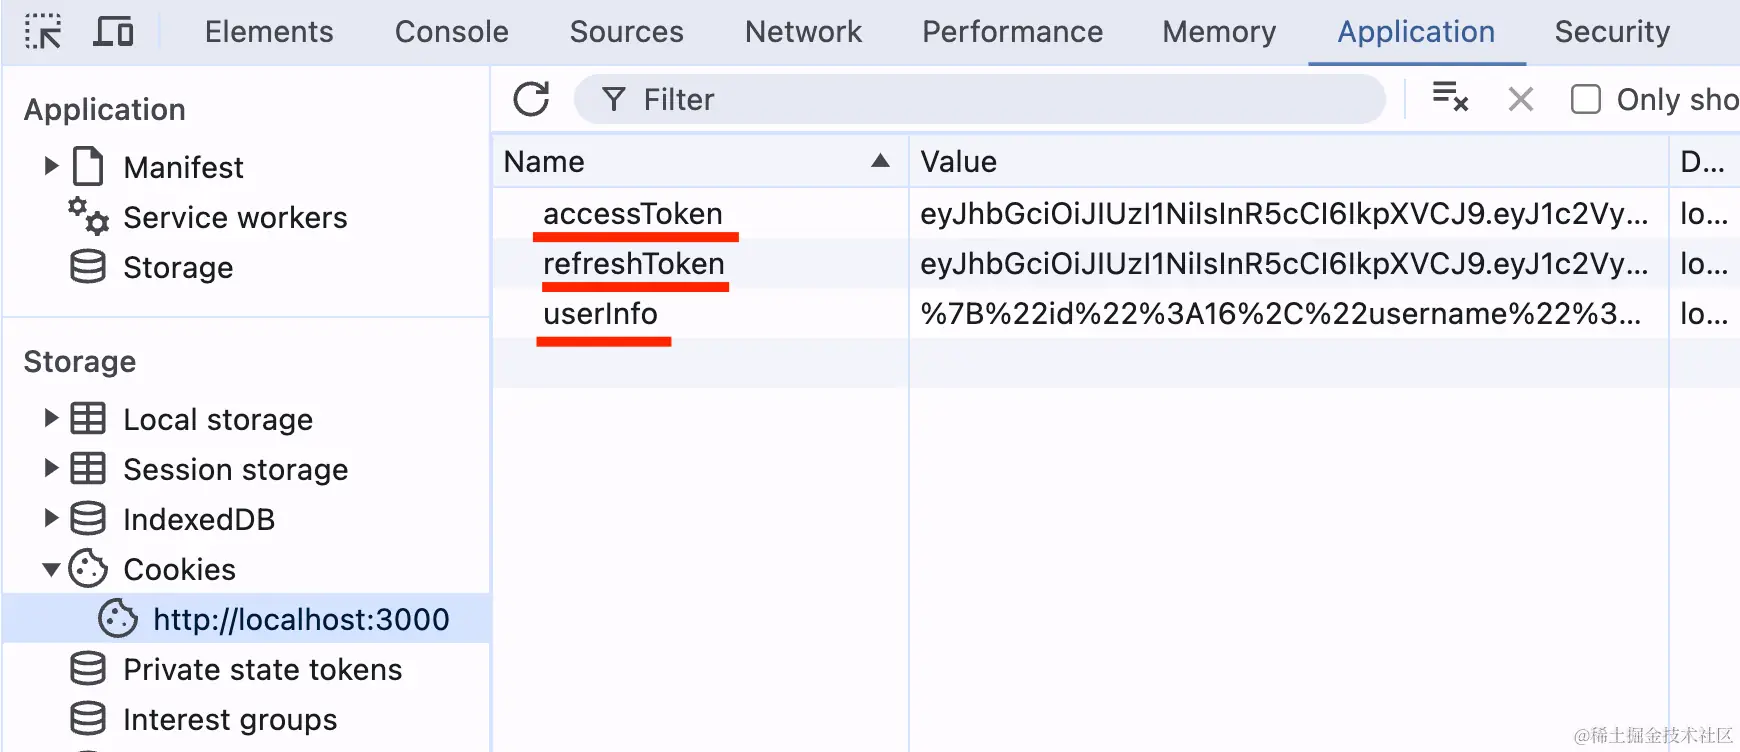 Elements Console Sources Network Performance Memory Application Security
Application
Manifest
Service workers
Storage
Storage
Local storage
Session storage
IndexedDB
Cookies
http://localhost:3000
Private state tokens
Interest groups
Filter Only sho
Name Value D...
accessToken eyJhbGciOiJIUzI1NiIsInR5cCI6IkpXVCJ9.eyJ1c2Vy... lo...
refreshToken eyJhbGciOiJIUzI1NiIsInR5cCI6IkpXVCJ9.eyJ1c2Vy... lo...
userInfo %7B%22id%22%3A16%2C%22username%22%3... lo...
@稀土掘金技术社区